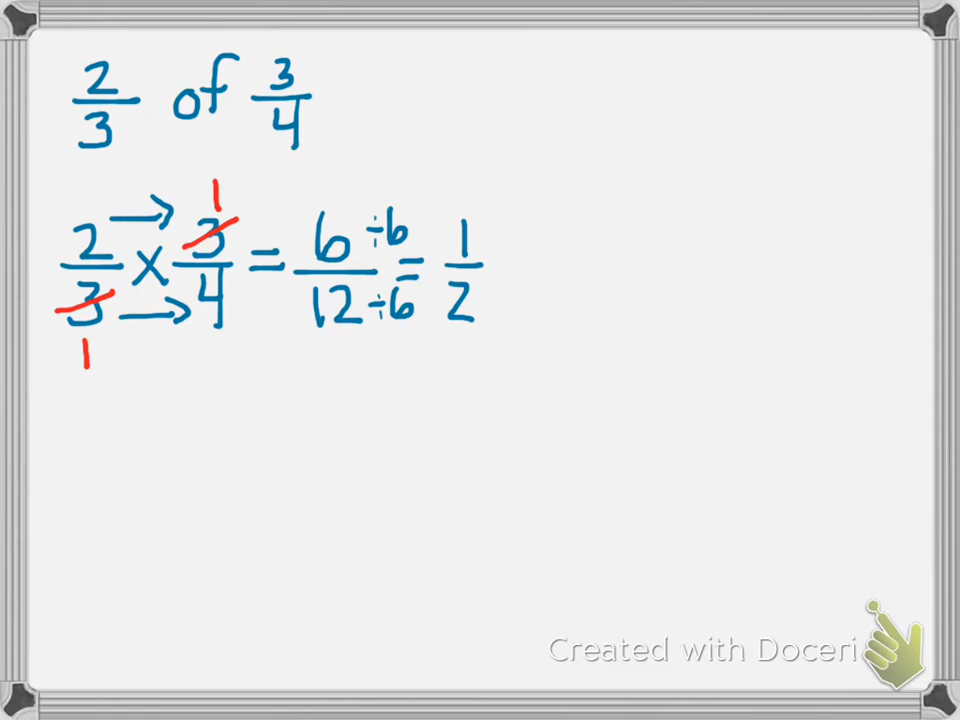 2/3 of 3/4
1
2/3 x 3/4 = 6÷6/12÷6 = 1/2
1
Created with Doceri